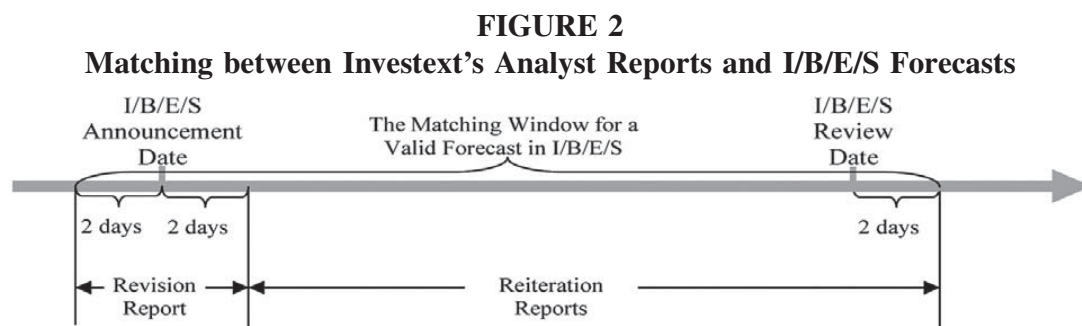 FIGURE 2
Matching between Investext's Analyst Reports and I/B/E/S Forecasts
I/B/E/S
Announcement
Date
The Matching Window for a
Valid Forecast in I/B/E/S
I/B/E/S
Review
Date
2 days
2 days
2 days
Revision
Report
Reiteration
Reports